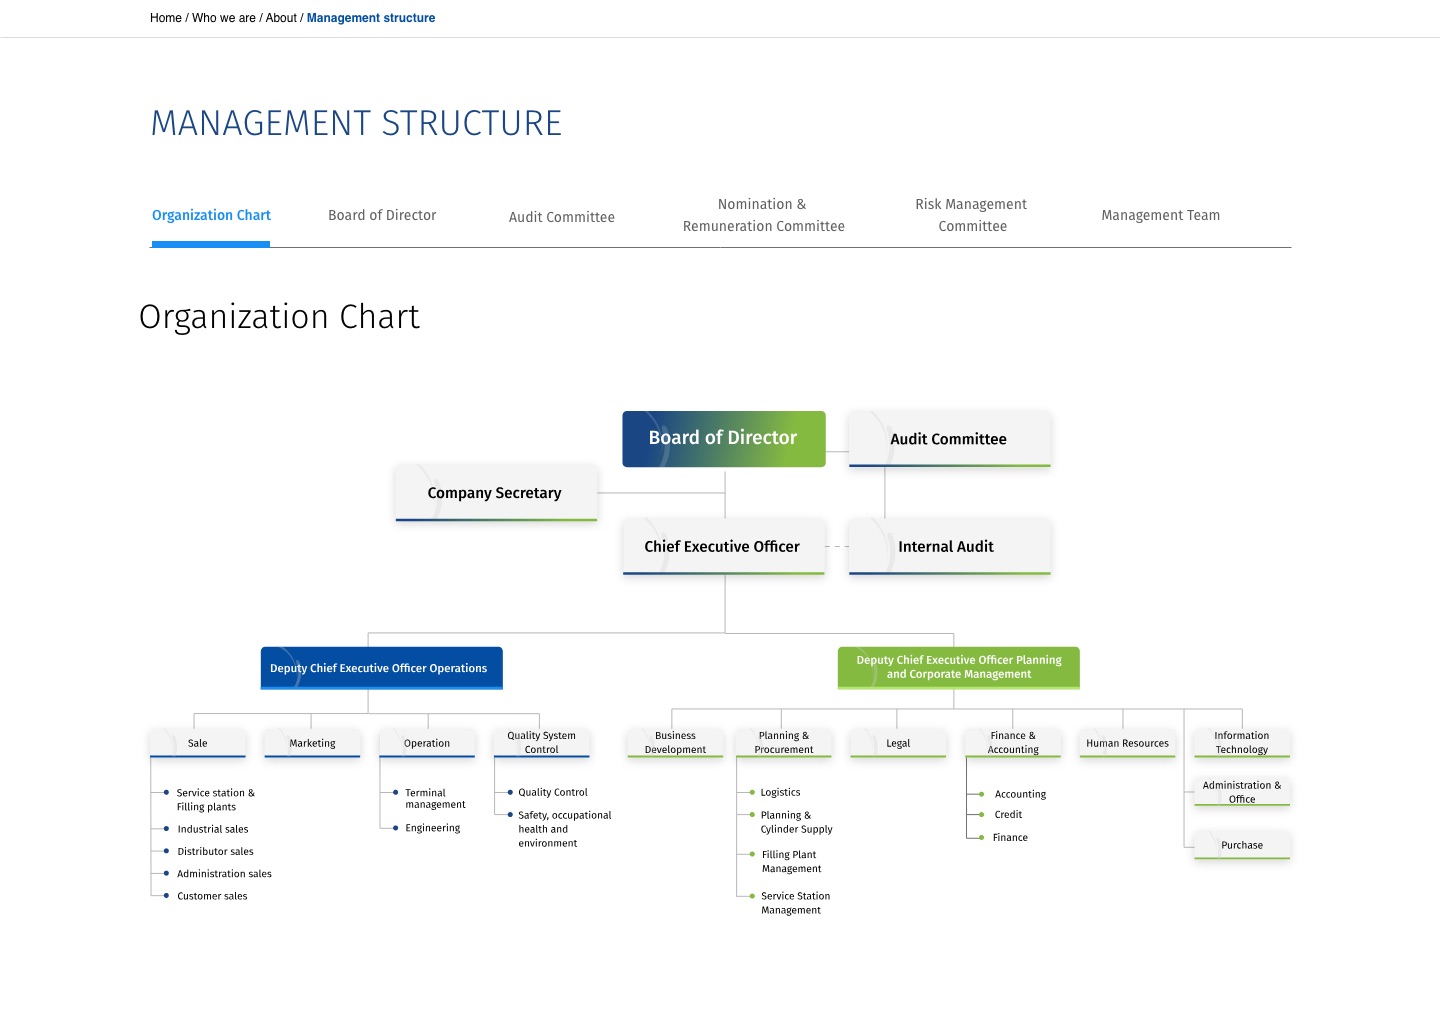 Home / Who we are / About / Management structure
MANAGEMENT STRUCTURE
Organization Chart
Board of Director
Audit Committee
Nomination &
Remuneration Committee
Risk Management
Committee
Management Team
Organization Chart
Board of Director
Audit Committee
Company Secretary
Chief Executive Officer
Internal Audit
Deputy Chief Executive Officer Operations
Deputy Chief Executive Officer Planning
and Corporate Management
Sale
Marketing
Operation
Quality System
Control
Business
Development
Planning &
Procurement
Legal
Finance &
Accounting
Human Resources
Information
Technology
Service station &
Filling plants
Industrial sales
Distributor sales
Administration sales
Customer sales
Terminal
management
Engineering
Quality Control
Safety, occupational
health and
environment
Logistics
Planning &
Cylinder Supply
Filling Plant
Management
Service Station
Management
Accounting
Credit
Finance
Administration &
Office
Purchase